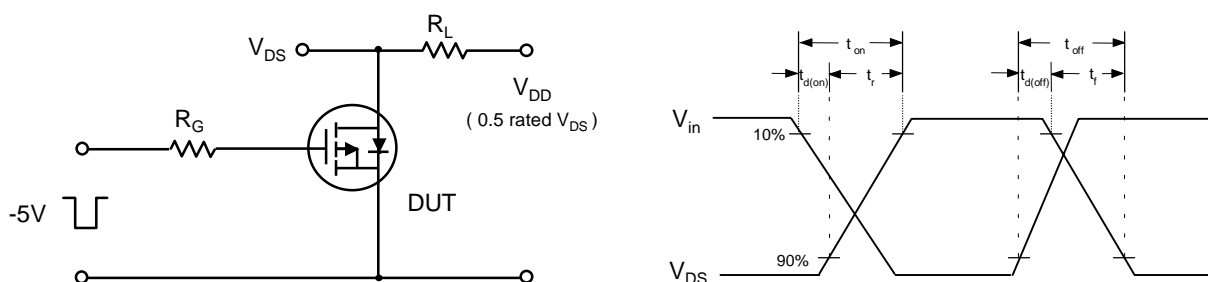 R_L
V_DS
V_DD
( 0.5 rated V_DS )
R_G
DUT
-5V
t_on
t_off
t_d(on)
t_r
t_d(off)
t_f
V_in
10%
90%
V_DS